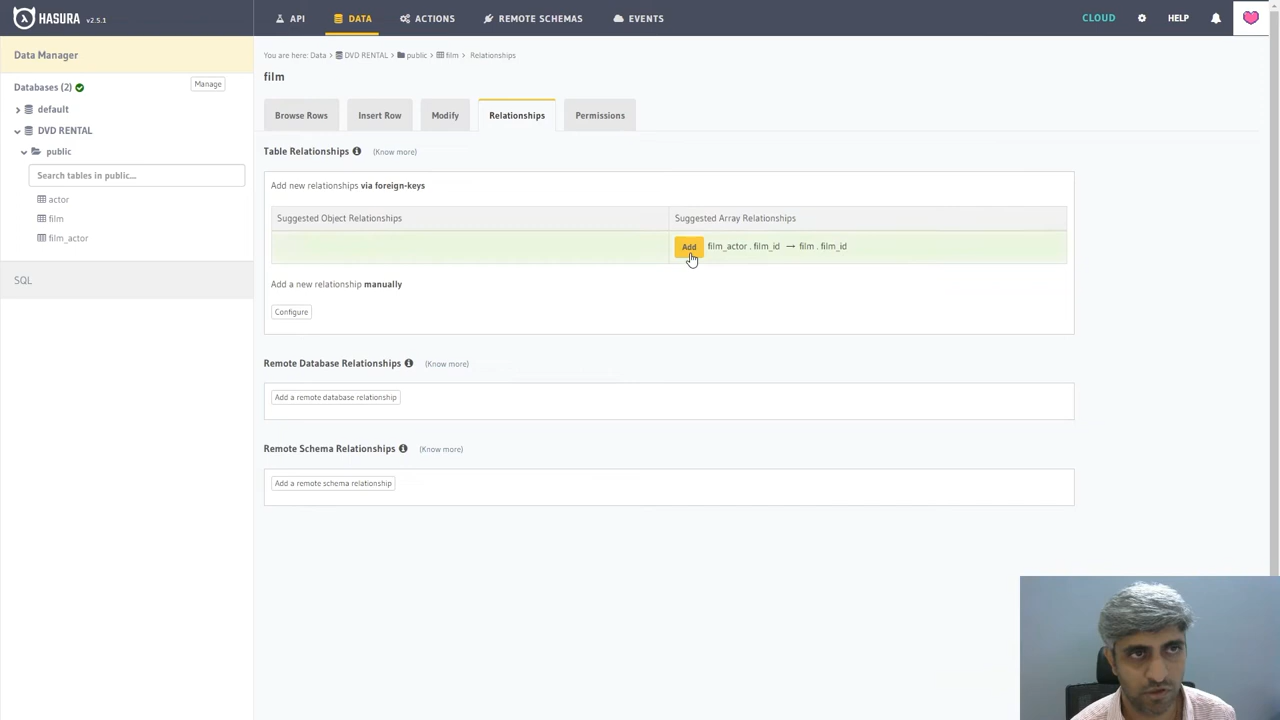 HASURA v2.5.1
API
DATA
ACTIONS
REMOTE SCHEMAS
EVENTS
CLOUD
HELP
Data Manager
Databases (2)
Manage
default
DVD RENTAL
public
Search tables in public...
actor
film
film_actor
SQL
You are here: Data > DVD RENTAL > public > film > Relationships
film
Browse Rows
Insert Row
Modify
Relationships
Permissions
Table Relationships (Know more)
Add new relationships via foreign-keys
Suggested Object Relationships
Suggested Array Relationships
Add film_actor . film_id → film . film_id
Add a new relationship manually
Configure
Remote Database Relationships (Know more)
Add a remote database relationship
Remote Schema Relationships (Know more)
Add a remote schema relationship